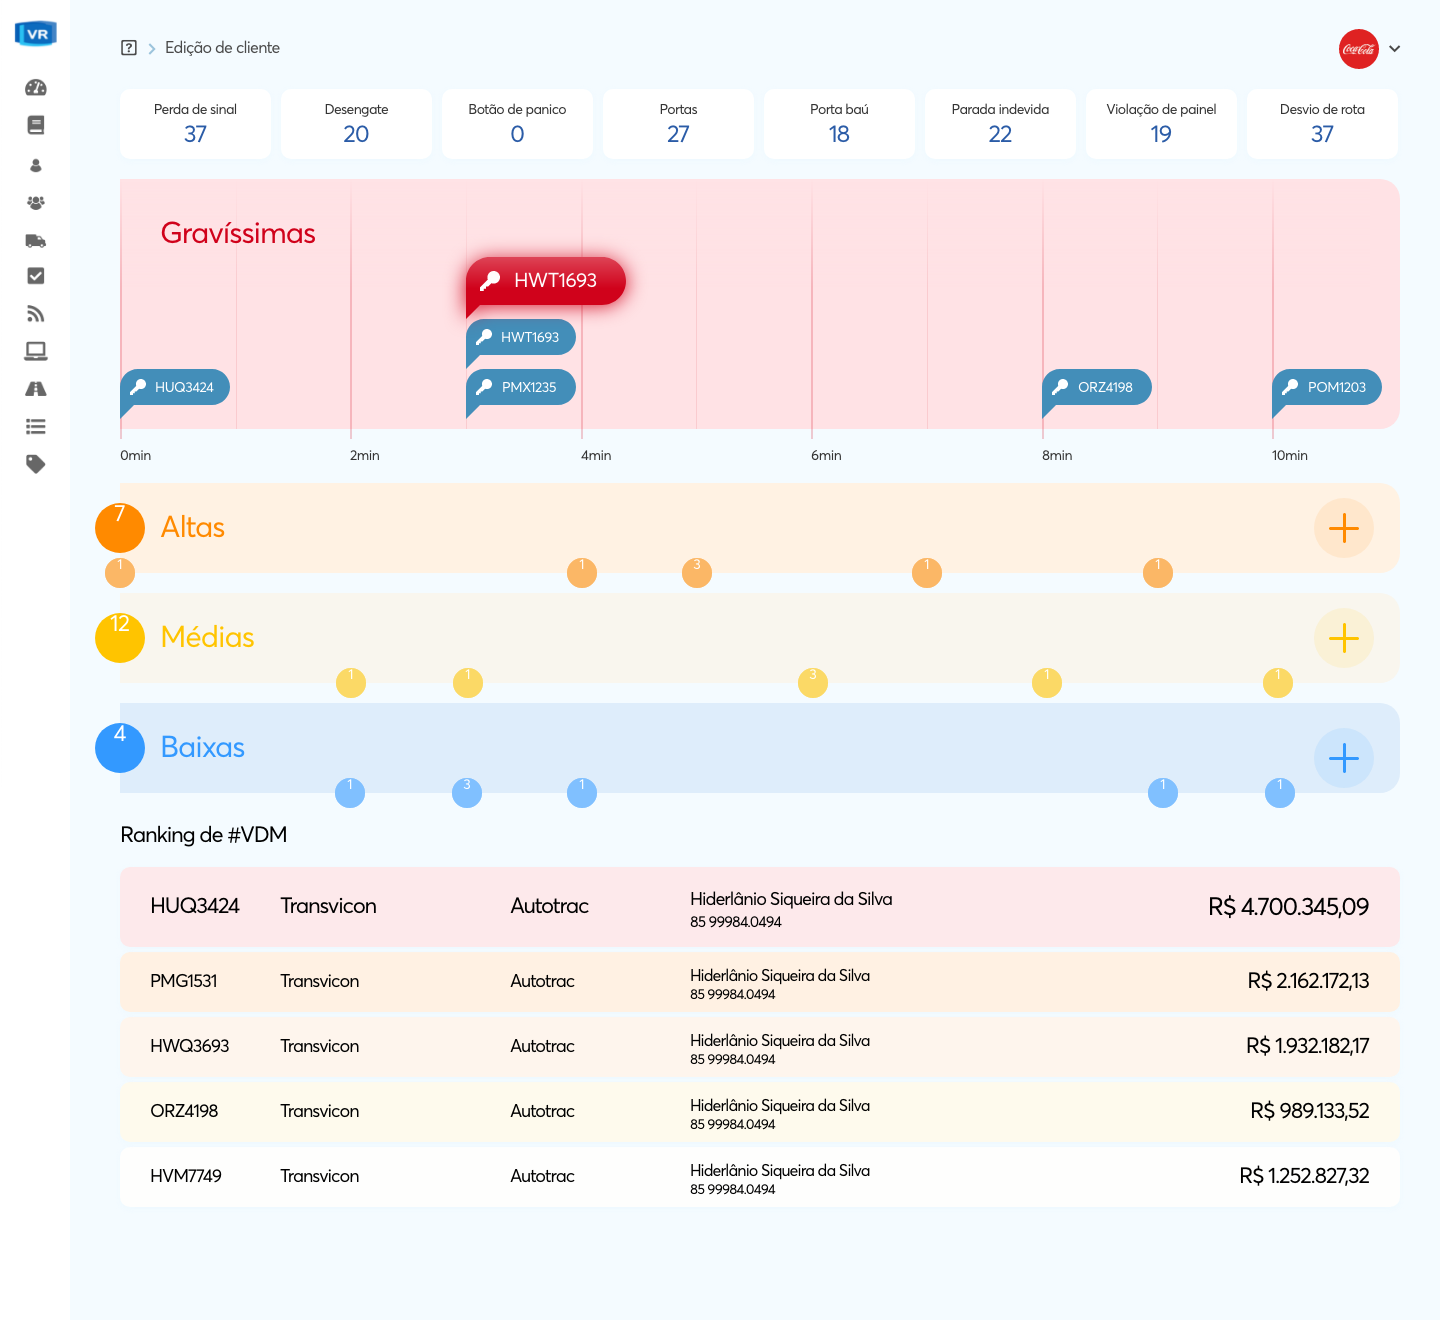 VR
Edição de cliente
Coca-Cola
Perda de sinal
37
Desengate
20
Botão de panico
0
Portas
27
Porta baú
18
Parada indevida
22
Violação de painel
19
Desvio de rota
37
Gravíssimas
HWT1693
HWT1693
HUQ3424
PMX1235
ORZ4198
POM1203
0min
2min
4min
6min
8min
10min
7
Altas
1
1
3
1
1
12
Médias
1
1
3
1
1
4
Baixas
1
3
1
1
1
Ranking de #VDM
HUQ3424 Transvicon Autotrac Hiderlânio Siqueira da Silva R$ 4.700.345,09
85 99984.0494
PMG1531 Transvicon Autotrac Hiderlânio Siqueira da Silva R$ 2.162.172,13
85 99984.0494
HWQ3693 Transvicon Autotrac Hiderlânio Siqueira da Silva R$ 1.932.182,17
85 99984.0494
ORZ4198 Transvicon Autotrac Hiderlânio Siqueira da Silva R$ 989.133,52
85 99984.0494
HVM7749 Transvicon Autotrac Hiderlânio Siqueira da Silva R$ 1.252.827,32
85 99984.0494